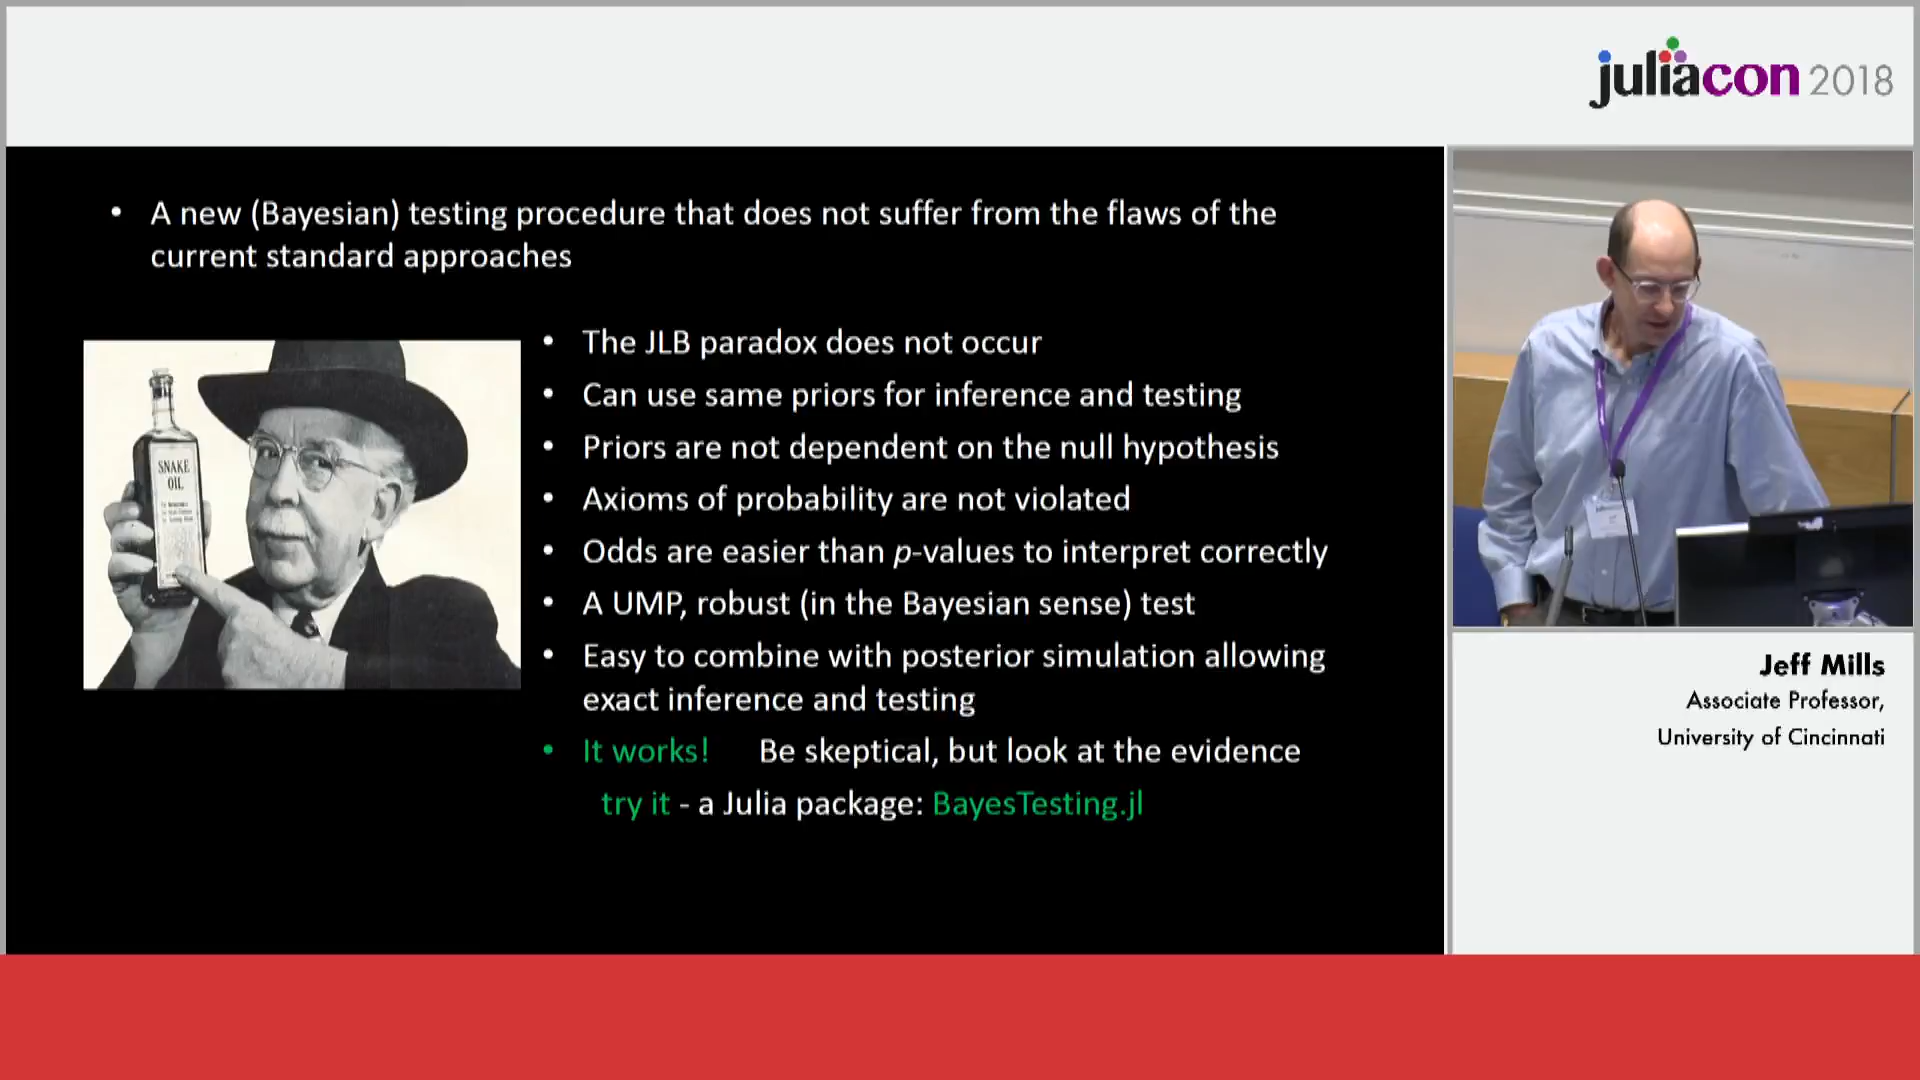 juliacon 2018
• A new (Bayesian) testing procedure that does not suffer from the flaws of the
current standard approaches
SNAKE
OIL
• The JLB paradox does not occur
• Can use same priors for inference and testing
• Priors are not dependent on the null hypothesis
• Axioms of probability are not violated
• Odds are easier than p-values to interpret correctly
• A UMP, robust (in the Bayesian sense) test
• Easy to combine with posterior simulation allowing
exact inference and testing
• It works! Be skeptical, but look at the evidence
try it - a Julia package: BayesTesting.jl
Jeff Mills
Associate Professor,
University of Cincinnati